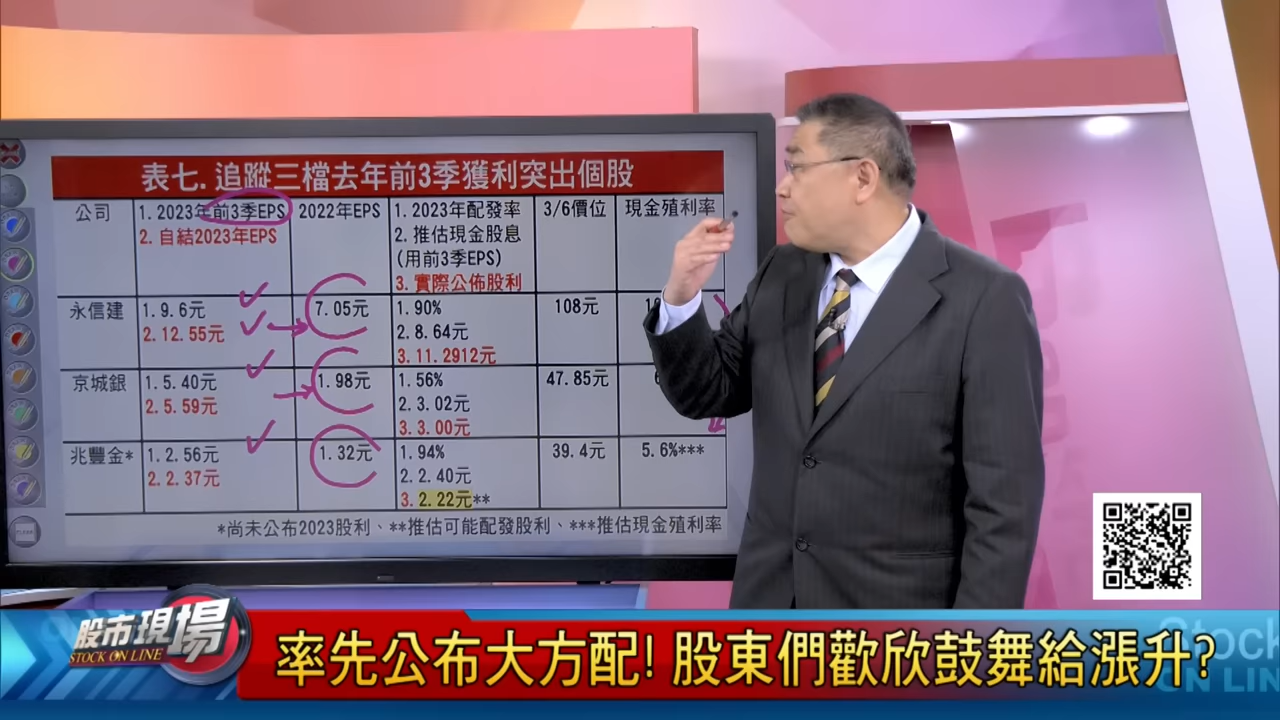 表七.追蹤三檔去年前3季獲利突出個股
公司
1. 2023年前3季EPS
2. 自結2023年EPS
2022年EPS
1. 2023年配發率
2. 推估現金股息
(用前3季EPS)
3. 實際公佈股利
3/6價位
現金殖利率
永信建
1. 9.6元
2. 12.55元
7.05元
1. 90%
2. 8.64元
3. 11.2912元
108元
京城銀
1. 5.40元
2. 5.59元
1.98元
1. 56%
2. 3.02元
3. 3.00元
47.85元
兆豐金*
1. 2.56元
2. 2.37元
1.32元
1. 94%
2. 2.40元
3. 2.22元**
39.4元
5.6%***
*尚未公布2023股利、**推估可能配發股利、***推估現金殖利率
股市現場
STOCK ON LINE
率先公布大方配! 股東們歡欣鼓舞給漲升?